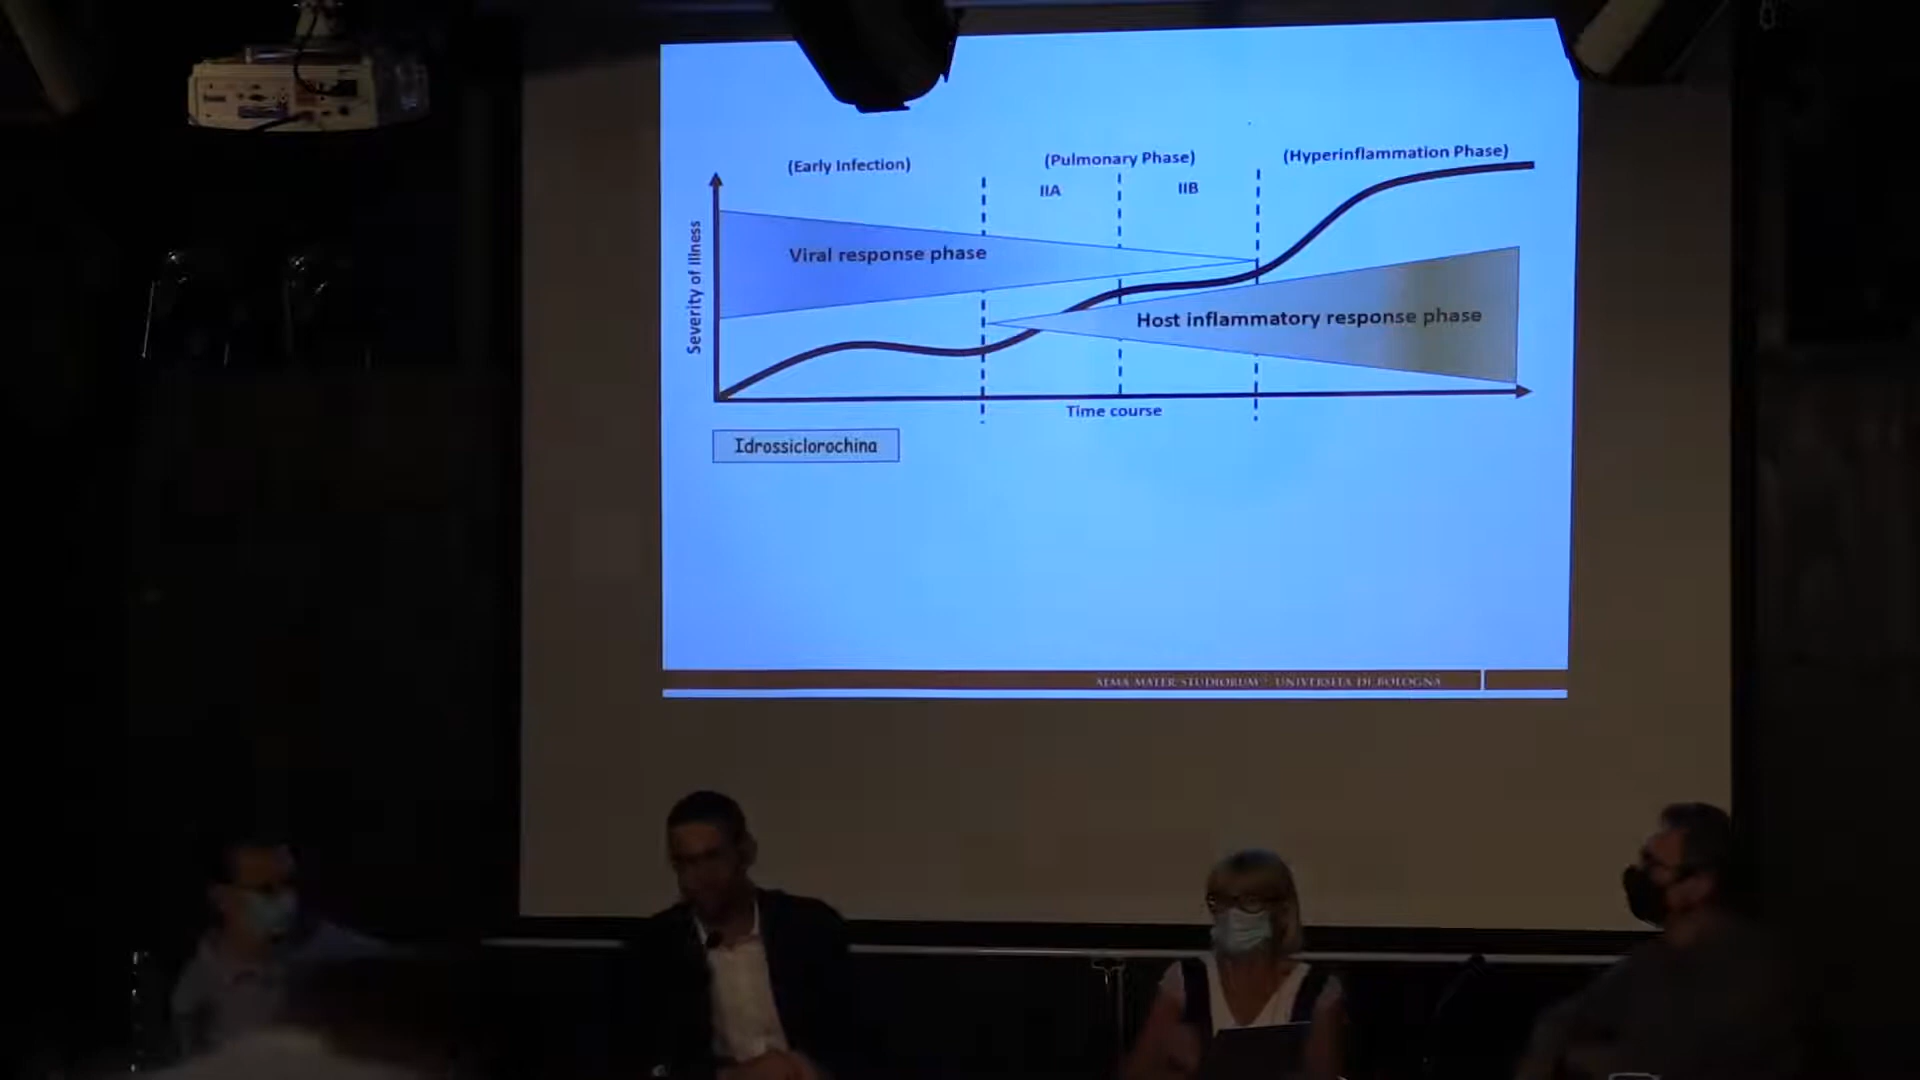 (Early Infection)
(Pulmonary Phase)
(Hyperinflammation Phase)
IIA
IIB
Severity of Illness
Viral response phase
Host inflammatory response phase
Time course
Idrossiclorochina
ALMA MATER STUDIORUM · UNIVERSITÀ DI BOLOGNA